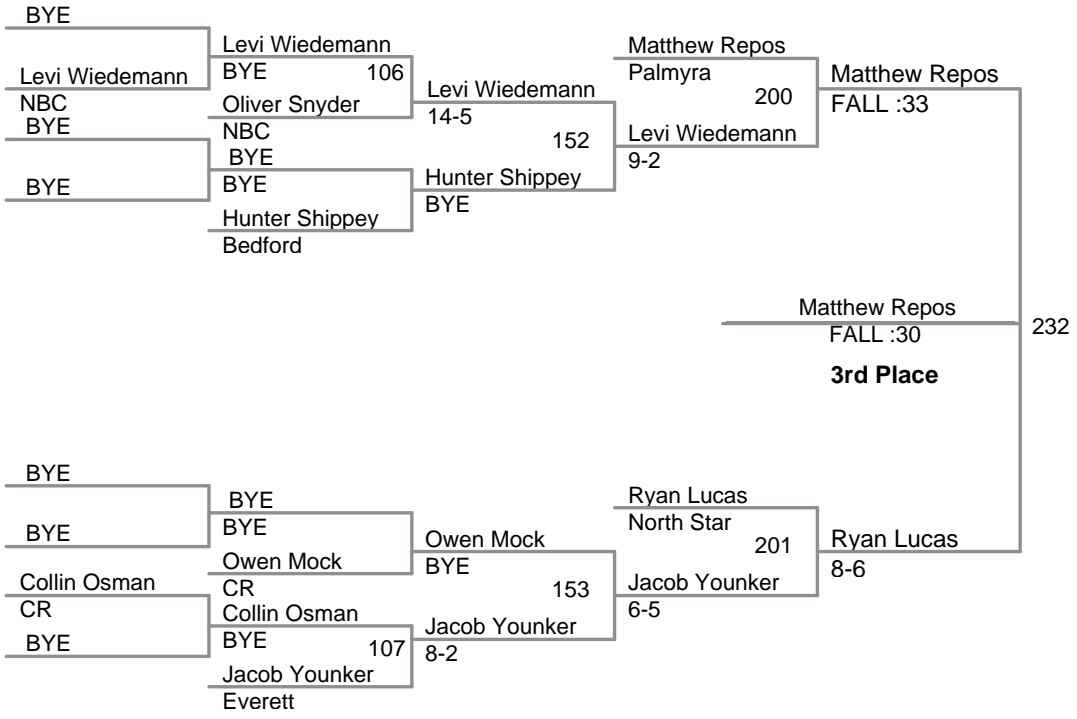 BYE
Levi Wiedemann
NBC
BYE
BYE
Levi Wiedemann
BYE
106
Oliver Snyder
NBC
BYE
BYE
Hunter Shippey
Bedford
Levi Wiedemann
14-5
152
Hunter Shippey
BYE
Matthew Repos
Palmyra
200
Levi Wiedemann
9-2
Matthew Repos
FALL :33
Matthew Repos
FALL :30
3rd Place
232
BYE
BYE
Collin Osman
CR
BYE
BYE
BYE
Owen Mock
CR
Collin Osman
BYE
107
Jacob Younker
Everett
Owen Mock
BYE
153
Jacob Younker
8-2
Ryan Lucas
North Star
201
Jacob Younker
6-5
Ryan Lucas
8-6